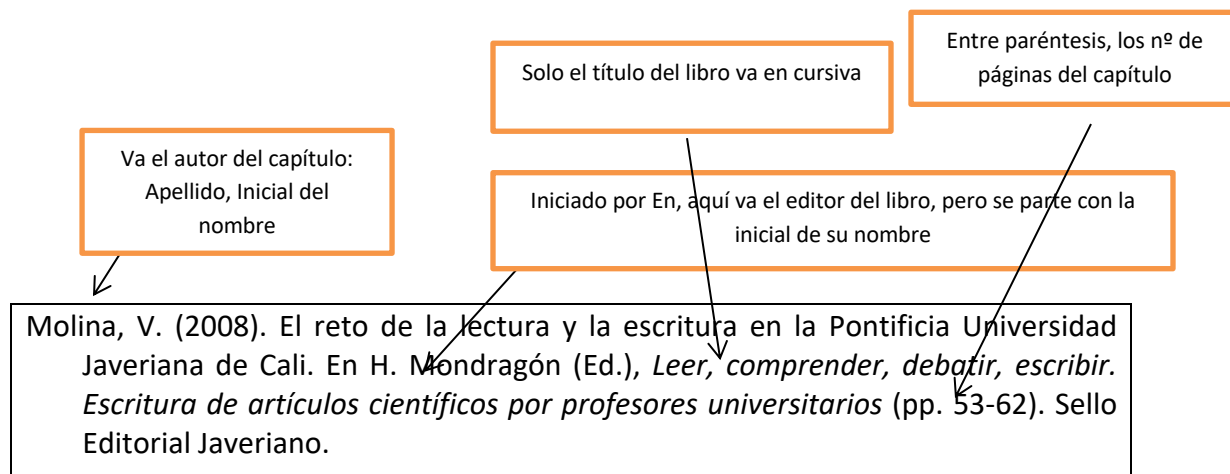 Entre paréntesis, los nº de
páginas del capítulo
Solo el título del libro va en cursiva
Va el autor del capítulo:
Apellido, Inicial del
nombre
Iniciado por En, aquí va el editor del libro, pero se parte con la
inicial de su nombre
Molina, V. (2008). El reto de la lectura y la escritura en la Pontificia Universidad
Javeriana de Cali. En H. Mondragón (Ed.), Leer, comprender, debatir, escribir.
Escritura de artículos científicos por profesores universitarios (pp. 53-62). Sello
Editorial Javeriano.